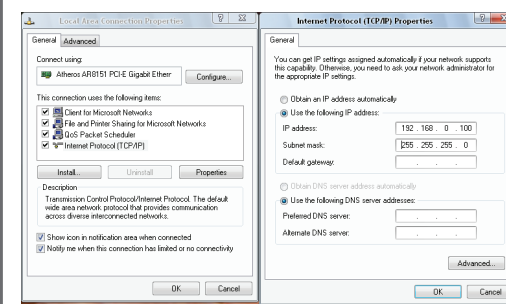 Local Area Connection Properties
General Advanced
Connect using:
Atheros AR8151 PCI-E Gigabit Etherr
Configure...
This connection uses the following items:
Client for Microsoft Networks
File and Printer Sharing for Microsoft Networks
QoS Packet Scheduler
Internet Protocol (TCP/IP)
Install... Uninstall Properties
Description
Transmission Control Protocol/Internet Protocol. The default
wide area network protocol that provides communication
across diverse interconnected networks.
Show icon in notification area when connected
Notify me when this connection has limited or no connectivity
OK Cancel
Internet Protocol (TCP/IP) Properties
General
You can get IP settings assigned automatically if your network supports
this capability. Otherwise, you need to ask your network administrator for
the appropriate IP settings.
Obtain an IP address automatically
Use the following IP address:
IP address: 192 . 168 . 0 . 100
Subnet mask: 255 . 255 . 255 . 0
Default gateway: . . .
Obtain DNS server address automatically
Use the following DNS server addresses:
Preferred DNS server: . . .
Alternate DNS server: . . .
Advanced...
OK Cancel